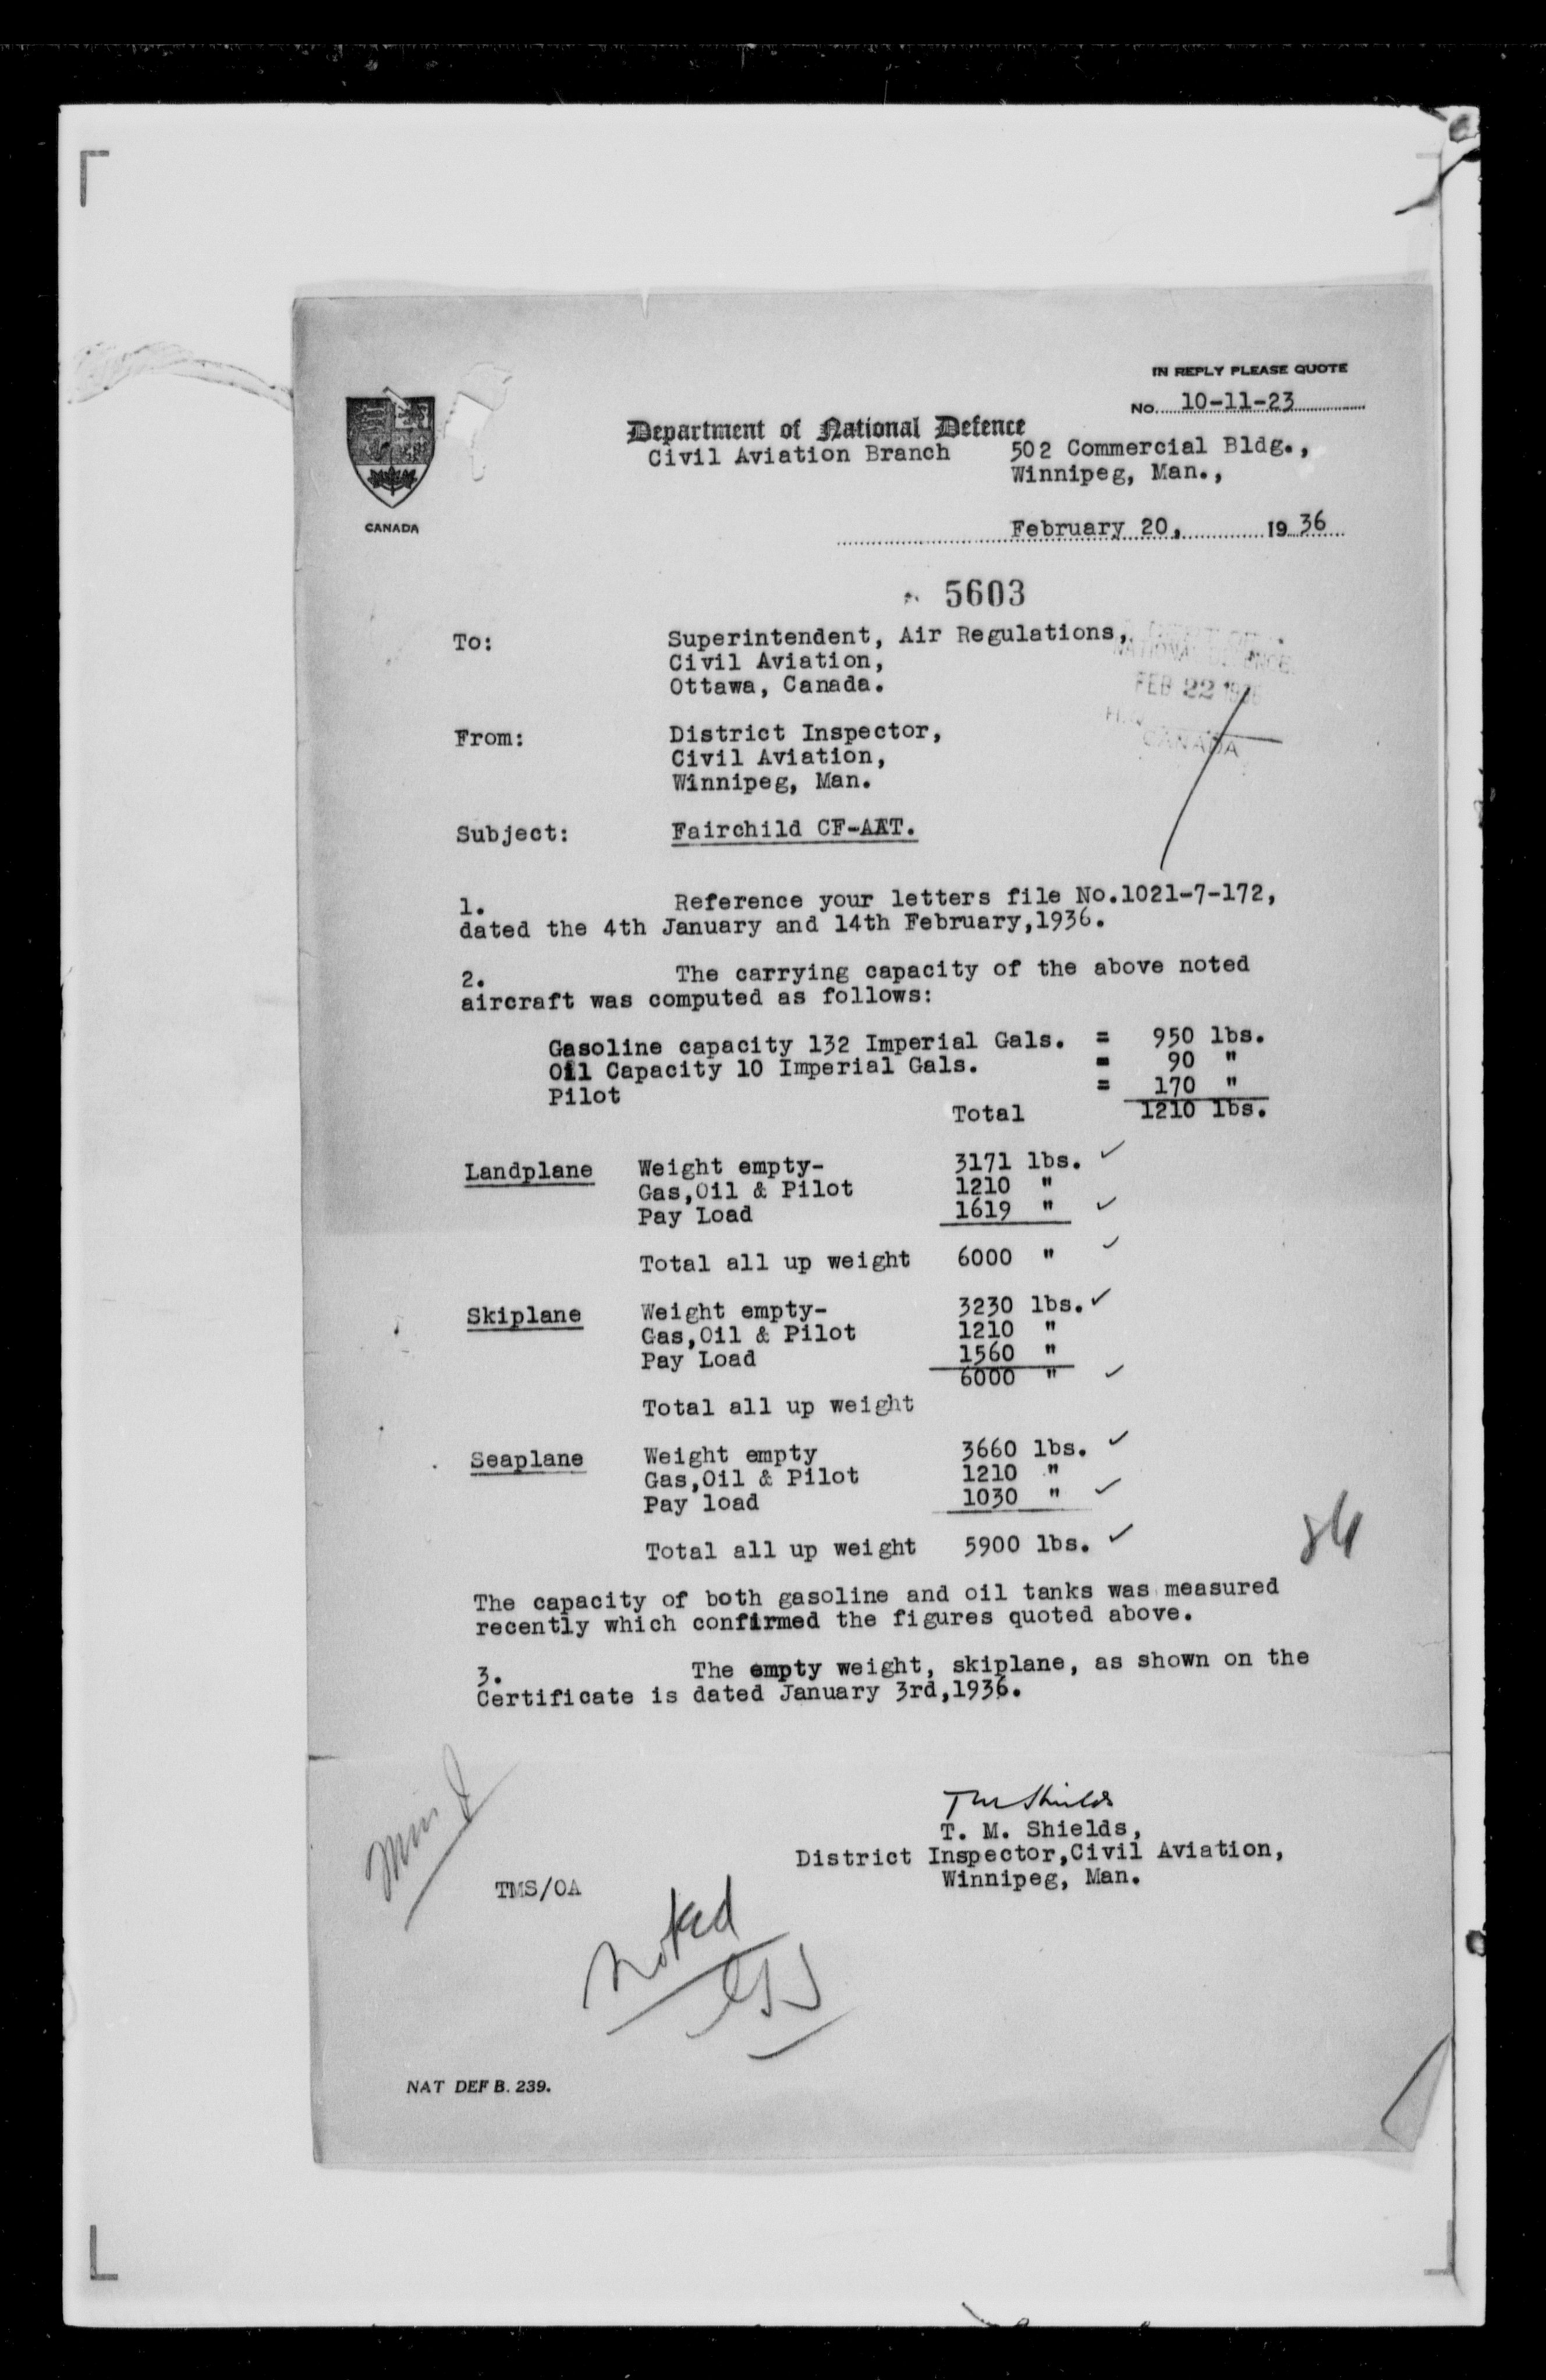 IN REPLY PLEASE QUOTE
No. 10-11-23
Department of National Defence
Civil Aviation Branch
502 Commercial Bldg.,
Winnipeg, Man.,
CANADA
February 20, 1936
5603
To: Superintendent, Air Regulations,
Civil Aviation,
Ottawa, Canada.
NATIONAL DEFENCE
FEB 22 1936
CANADA
From: District Inspector,
Civil Aviation,
Winnipeg, Man.
Subject: Fairchild CF-AAT.
1. Reference your letters file No.1021-7-172,
dated the 4th January and 14th February,1936.
2. The carrying capacity of the above noted
aircraft was computed as follows:
Gasoline capacity 132 Imperial Gals. = 950 lbs.
Oil Capacity 10 Imperial Gals. = 90 "
Pilot = 170 "
Total 1210 lbs.
Landplane Weight empty- 3171 lbs. ✓
Gas,Oil & Pilot 1210 "
Pay Load 1619 " ✓
Total all up weight 6000 " ✓
Skiplane Weight empty- 3230 lbs. ✓
Gas,Oil & Pilot 1210 "
Pay Load 1560 "
6000 " ✓
Total all up weight
Seaplane Weight empty 3660 lbs. ✓
Gas,Oil & Pilot 1210 "
Pay load 1030 " ✓
Total all up weight 5900 lbs. ✓
The capacity of both gasoline and oil tanks was measured
recently which confirmed the figures quoted above.
3. The empty weight, skiplane, as shown on the
Certificate is dated January 3rd,1936.
TM Shields
T. M. Shields,
District Inspector,Civil Aviation,
Winnipeg, Man.
TMS/OA
Noted
NAT DEF B. 239.